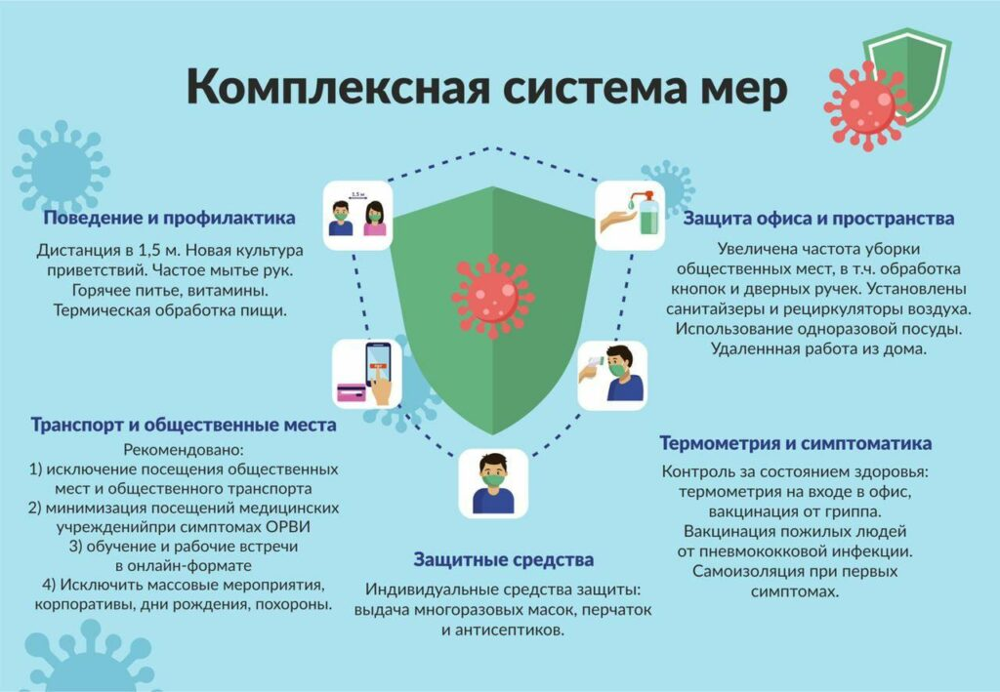 Комплексная система мер
1,5 м
Поведение и профилактика
Дистанция в 1,5 м. Новая культура
приветствий. Частое мытье рук.
Горячее питье, витамины.
Термическая обработка пищи.
Защита офиса и пространства
Увеличена частота уборки
общественных мест, в т.ч. обработка
кнопок и дверных ручек. Установлены
санитайзеры и рециркуляторы воздуха.
Использование одноразовой посуды.
Удаленнная работа из дома.
Транспорт и общественные места
Рекомендовано:
1) исключение посещения общественных
мест и общественного транспорта
2) минимизация посещений медицинских
учрежденийпри симптомах ОРВИ
3) обучение и рабочие встречи
в онлайн-формате
4) Исключить массовые мероприятия,
корпоративы, дни рождения, похороны.
Защитные средства
Индивидуальные средства защиты:
выдача многоразовых масок, перчаток
и антисептиков.
Термометрия и симптоматика
Контроль за состоянием здоровья:
термометрия на входе в офис,
вакцинация от гриппа.
Вакцинация пожилых людей
от пневмококковой инфекции.
Самоизоляция при первых
симптомах.